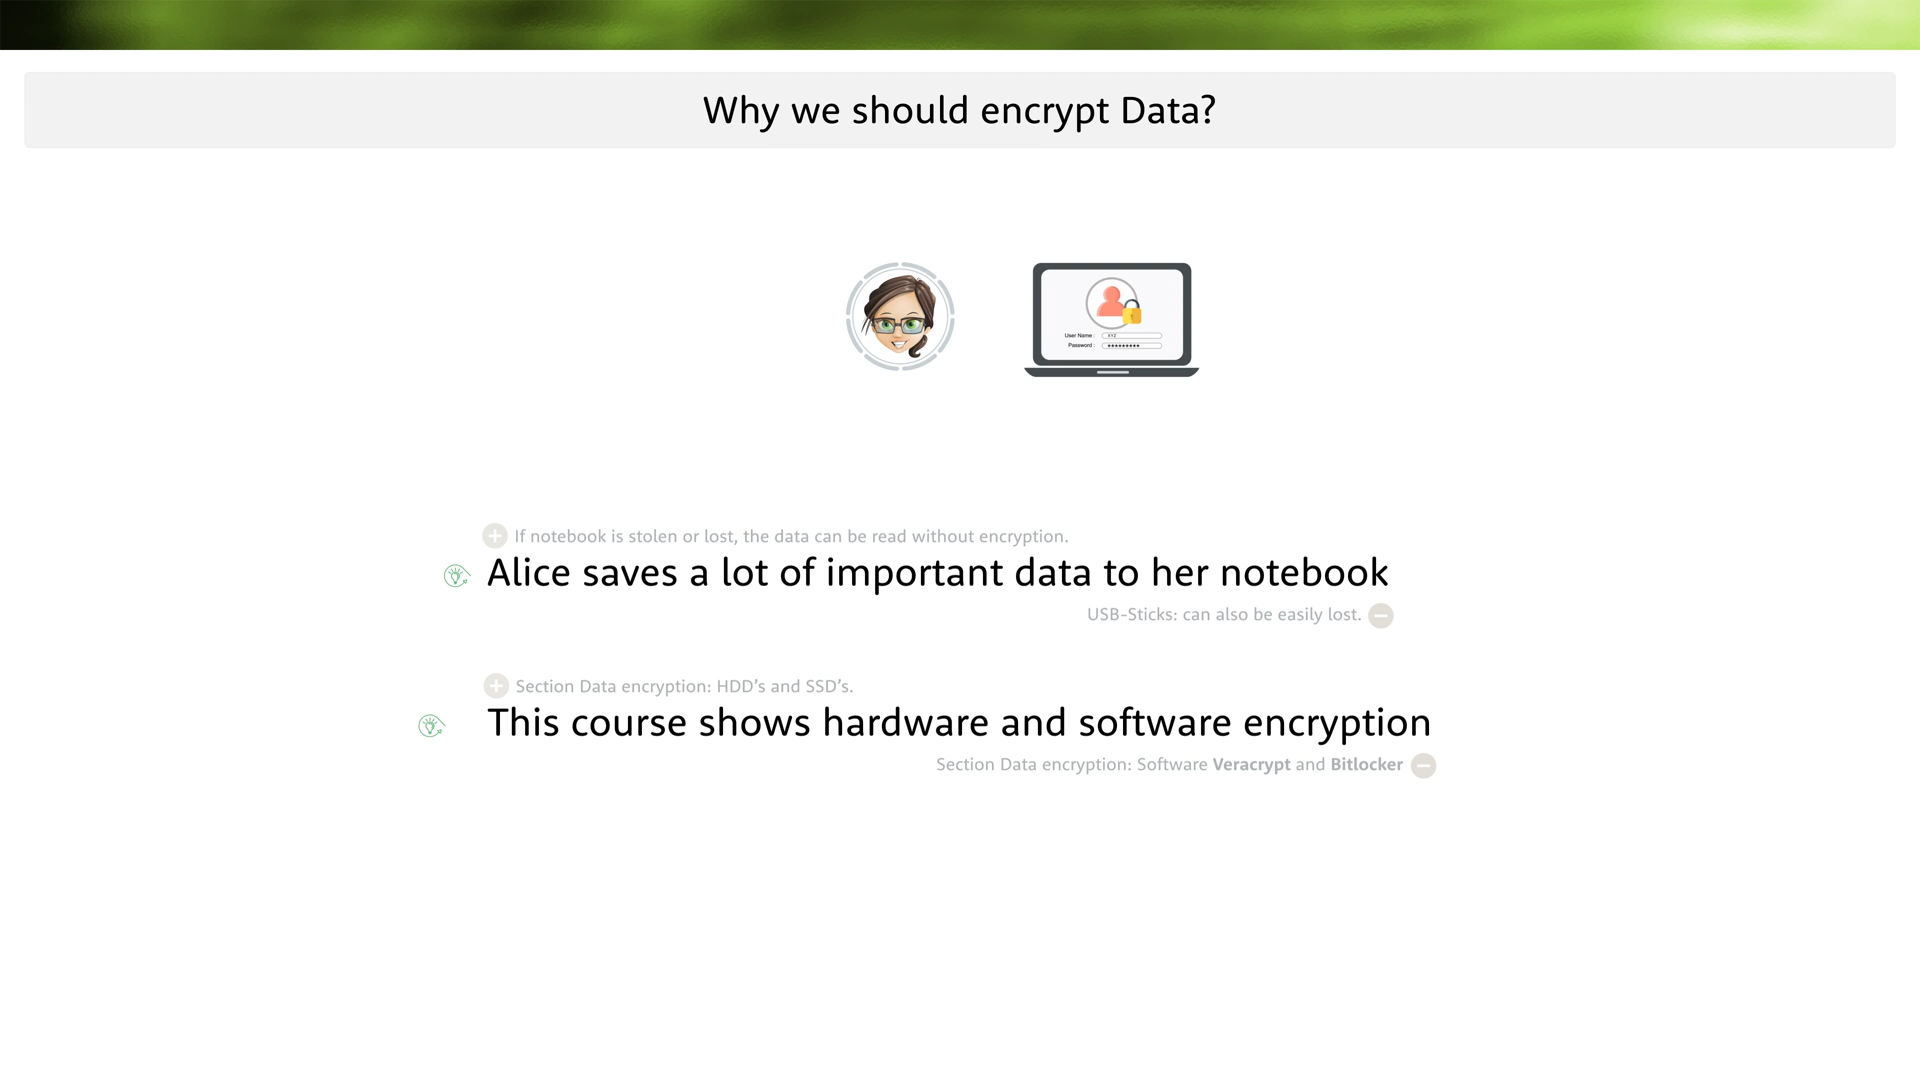 Why we should encrypt Data?
User Name : XYZ
Password : *********
If notebook is stolen or lost, the data can be read without encryption.
Alice saves a lot of important data to her notebook
USB-Sticks: can also be easily lost.
Section Data encryption: HDD’s and SSD’s.
This course shows hardware and software encryption
Section Data encryption: Software Veracrypt and Bitlocker